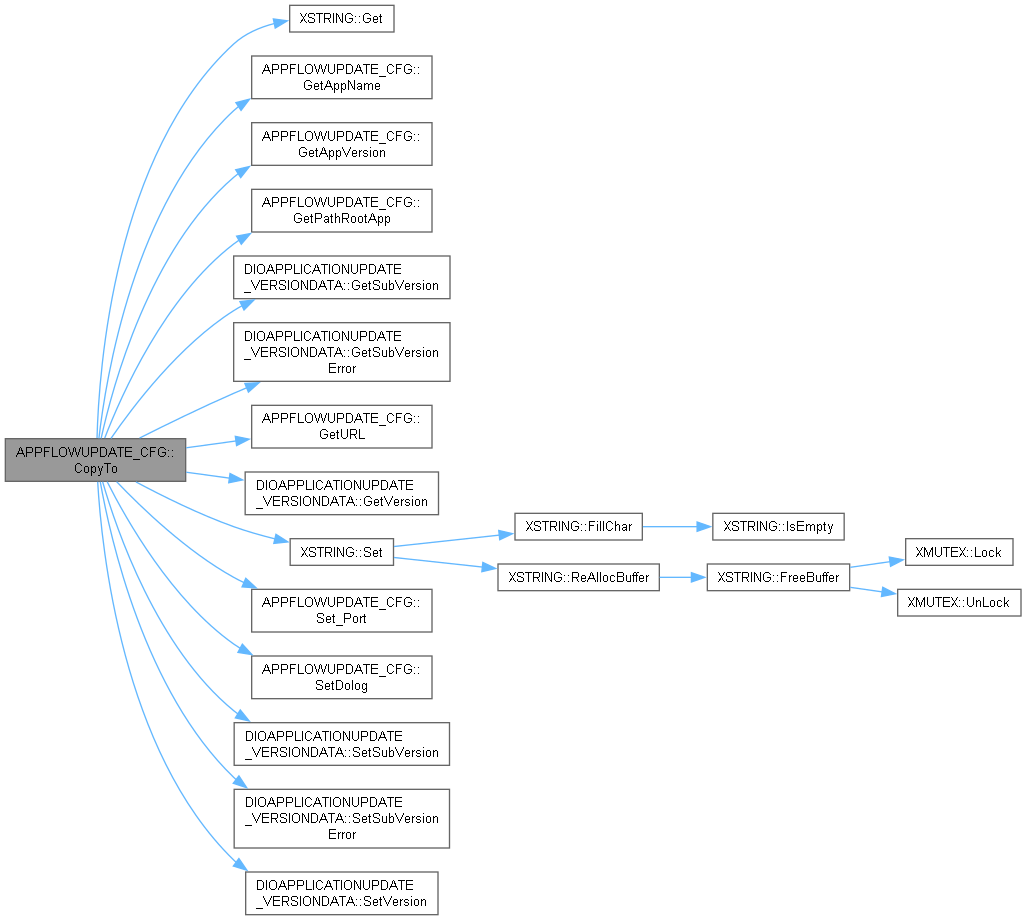 XSTRING::Get
APPFLOWUPDATE_CFG::
GetAppName
APPFLOWUPDATE_CFG::
GetAppVersion
APPFLOWUPDATE_CFG::
GetPathRootApp
DIOAPPLICATIONUPDATE
_VERSIONDATA::GetSubVersion
DIOAPPLICATIONUPDATE
_VERSIONDATA::GetSubVersion
Error
APPFLOWUPDATE_CFG::
GetURL
APPFLOWUPDATE_CFG::
CopyTo
DIOAPPLICATIONUPDATE
_VERSIONDATA::GetVersion
XSTRING::Set
XSTRING::FillChar
XSTRING::IsEmpty
XSTRING::ReAllocBuffer
XSTRING::FreeBuffer
XMUTEX::Lock
XMUTEX::UnLock
APPFLOWUPDATE_CFG::
Set_Port
APPFLOWUPDATE_CFG::
SetDolog
DIOAPPLICATIONUPDATE
_VERSIONDATA::SetSubVersion
DIOAPPLICATIONUPDATE
_VERSIONDATA::SetSubVersion
Error
DIOAPPLICATIONUPDATE
_VERSIONDATA::SetVersion